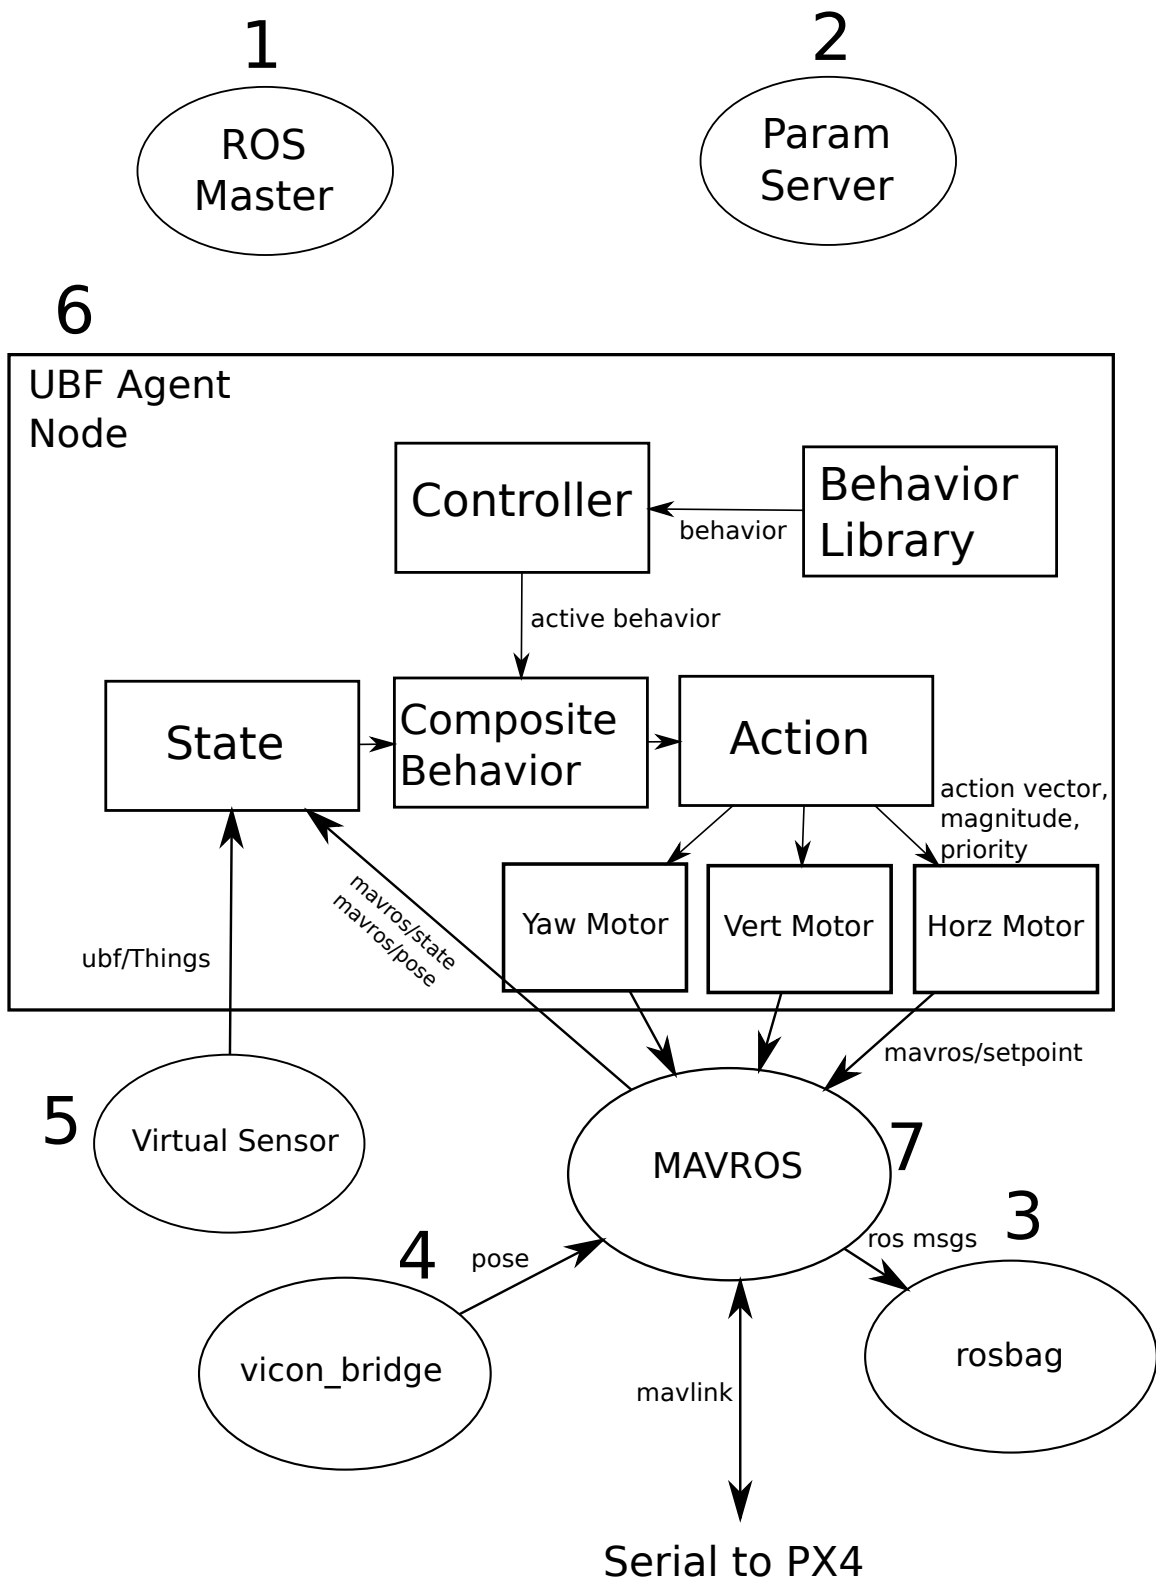 1
2
ROS
Master
Param
Server
6
UBF Agent
Node
Controller
Behavior
Library
behavior
active behavior
State
Composite
Behavior
Action
action vector,
magnitude,
priority
Yaw Motor
Vert Motor
Horz Motor
mavros/state
mavros/pose
ubf/Things
mavros/setpoint
5
Virtual Sensor
MAVROS
7
3
4
pose
ros msgs
vicon_bridge
rosbag
mavlink
Serial to PX4